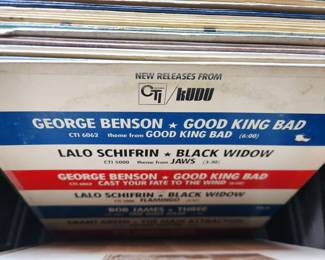 NEW RELEASES FROM
CTI/KUDU
GEORGE BENSON ★ GOOD KING BAD
CTI 6062 theme from GOOD KING BAD (6:00)
LALO SCHIFRIN ★ BLACK WIDOW
CTI 5000 theme from JAWS (3:30)
GEORGE BENSON ★ GOOD KING BAD
CTI 6062 CAST YOUR FATE TO THE WIND
LALO SCHIFRIN ★ BLACK WIDOW
FLAMINGO
BOB JAMES ★ THREE